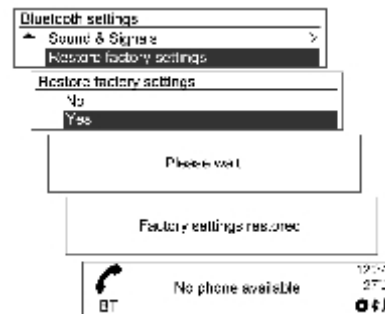 Bluetooth settings
Sound & Signals
Restore factory settings
Restore factory settings
No
Yes
Please wait
Factory settings restored
No phone available
BT